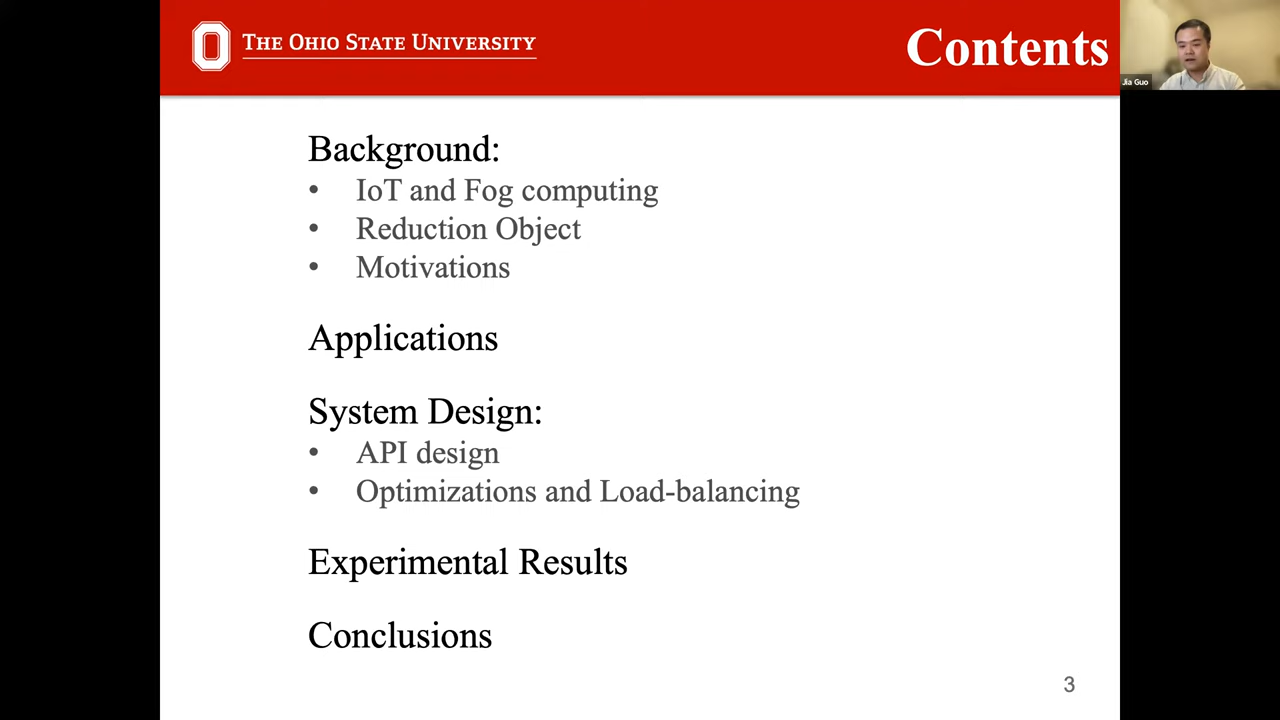 THE OHIO STATE UNIVERSITY
Contents
Jia Guo
Background:
• IoT and Fog computing
• Reduction Object
• Motivations
Applications
System Design:
• API design
• Optimizations and Load-balancing
Experimental Results
Conclusions
3